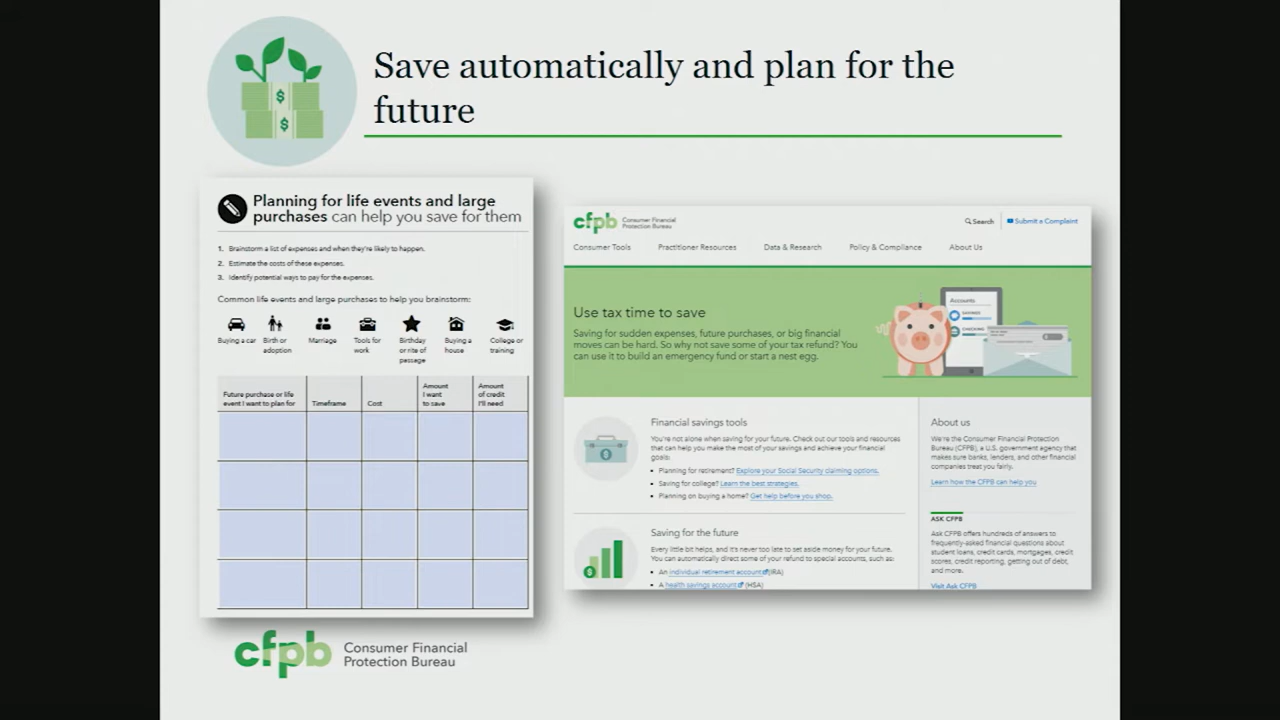 Save automatically and plan for the
future
Planning for life events and large
purchases can help you save for them
1. Brainstorm a list of expenses and when they're likely to happen.
2. Estimate the costs of these expenses.
3. Identify potential ways to pay for the expenses.
Common life events and large purchases to help you brainstorm:
Buying a car
Birth or
adoption
Marriage
Tools for
work
Birthday
or rite of
passage
Buying a
house
College or
training
Future purchase or life
event I want to plan for
Timeframe
Cost
Amount
I want
to save
Amount
of credit
I'll need
cfpb Consumer Financial
Protection Bureau
Search
Submit a Complaint
Consumer Tools
Practitioner Resources
Data & Research
Policy & Compliance
About Us
Use tax time to save
Saving for sudden expenses, future purchases, or big financial
moves can be hard. So why not save some of your tax refund? You
can use it to build an emergency fund or start a nest egg.
Accounts
SAVINGS
CHECKING
Financial savings tools
You're not alone when saving for your future. Check out our tools and resources
that can help you make the most of your savings and achieve your financial
goals:
• Planning for retirement? Explore your Social Security claiming options.
• Saving for college? Learn the best strategies.
• Planning on buying a home? Get help before you shop.
Saving for the future
Every little bit helps, and it's never too late to set aside money for your future.
You can automatically direct some of your refund to special accounts, such as:
• An individual retirement account (IRA)
• A health savings account (HSA)
About us
We're the Consumer Financial Protection
Bureau (CFPB), a U.S. government agency that
makes sure banks, lenders, and other financial
companies treat you fairly.
Learn how the CFPB can help you
ASK CFPB
Ask CFPB offers hundreds of answers to
frequently-asked financial questions about
student loans, credit cards, mortgages, credit
scores, credit reporting, getting out of debt,
and more.
Visit Ask CFPB
cfpb Consumer Financial
Protection Bureau